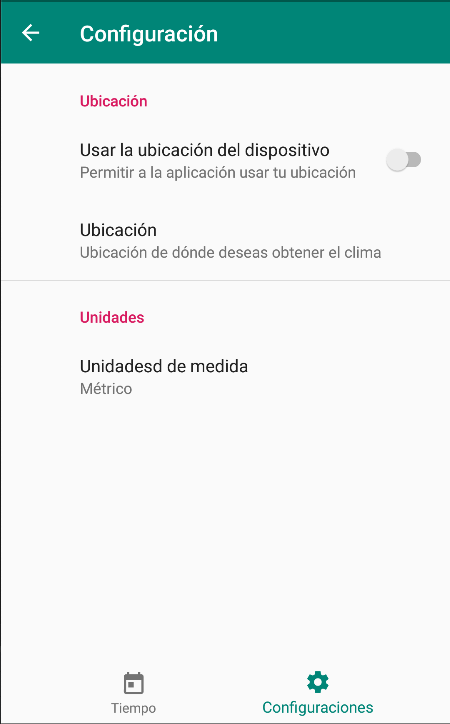 Configuración
Ubicación
Usar la ubicación del dispositivo
Permitir a la aplicación usar tu ubicación
Ubicación
Ubicación de dónde deseas obtener el clima
Unidades
Unidadesd de medida
Métrico
Tiempo
Configuraciones